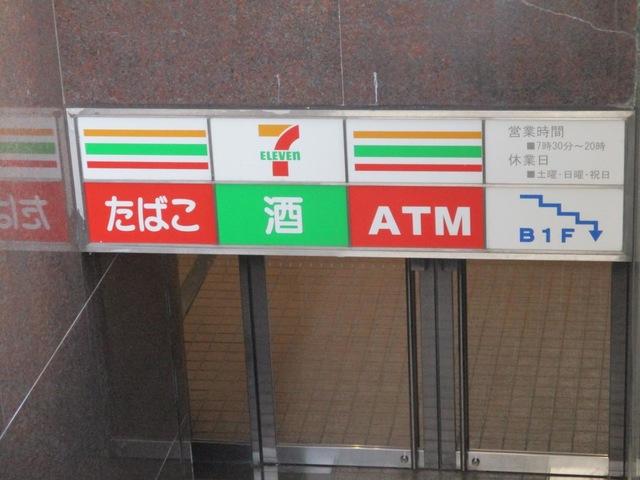 7
ELEVEN
営業時間
■7時30分～20時
休業日
■土曜・日曜・祝日
たばこ
酒
ATM
B1F